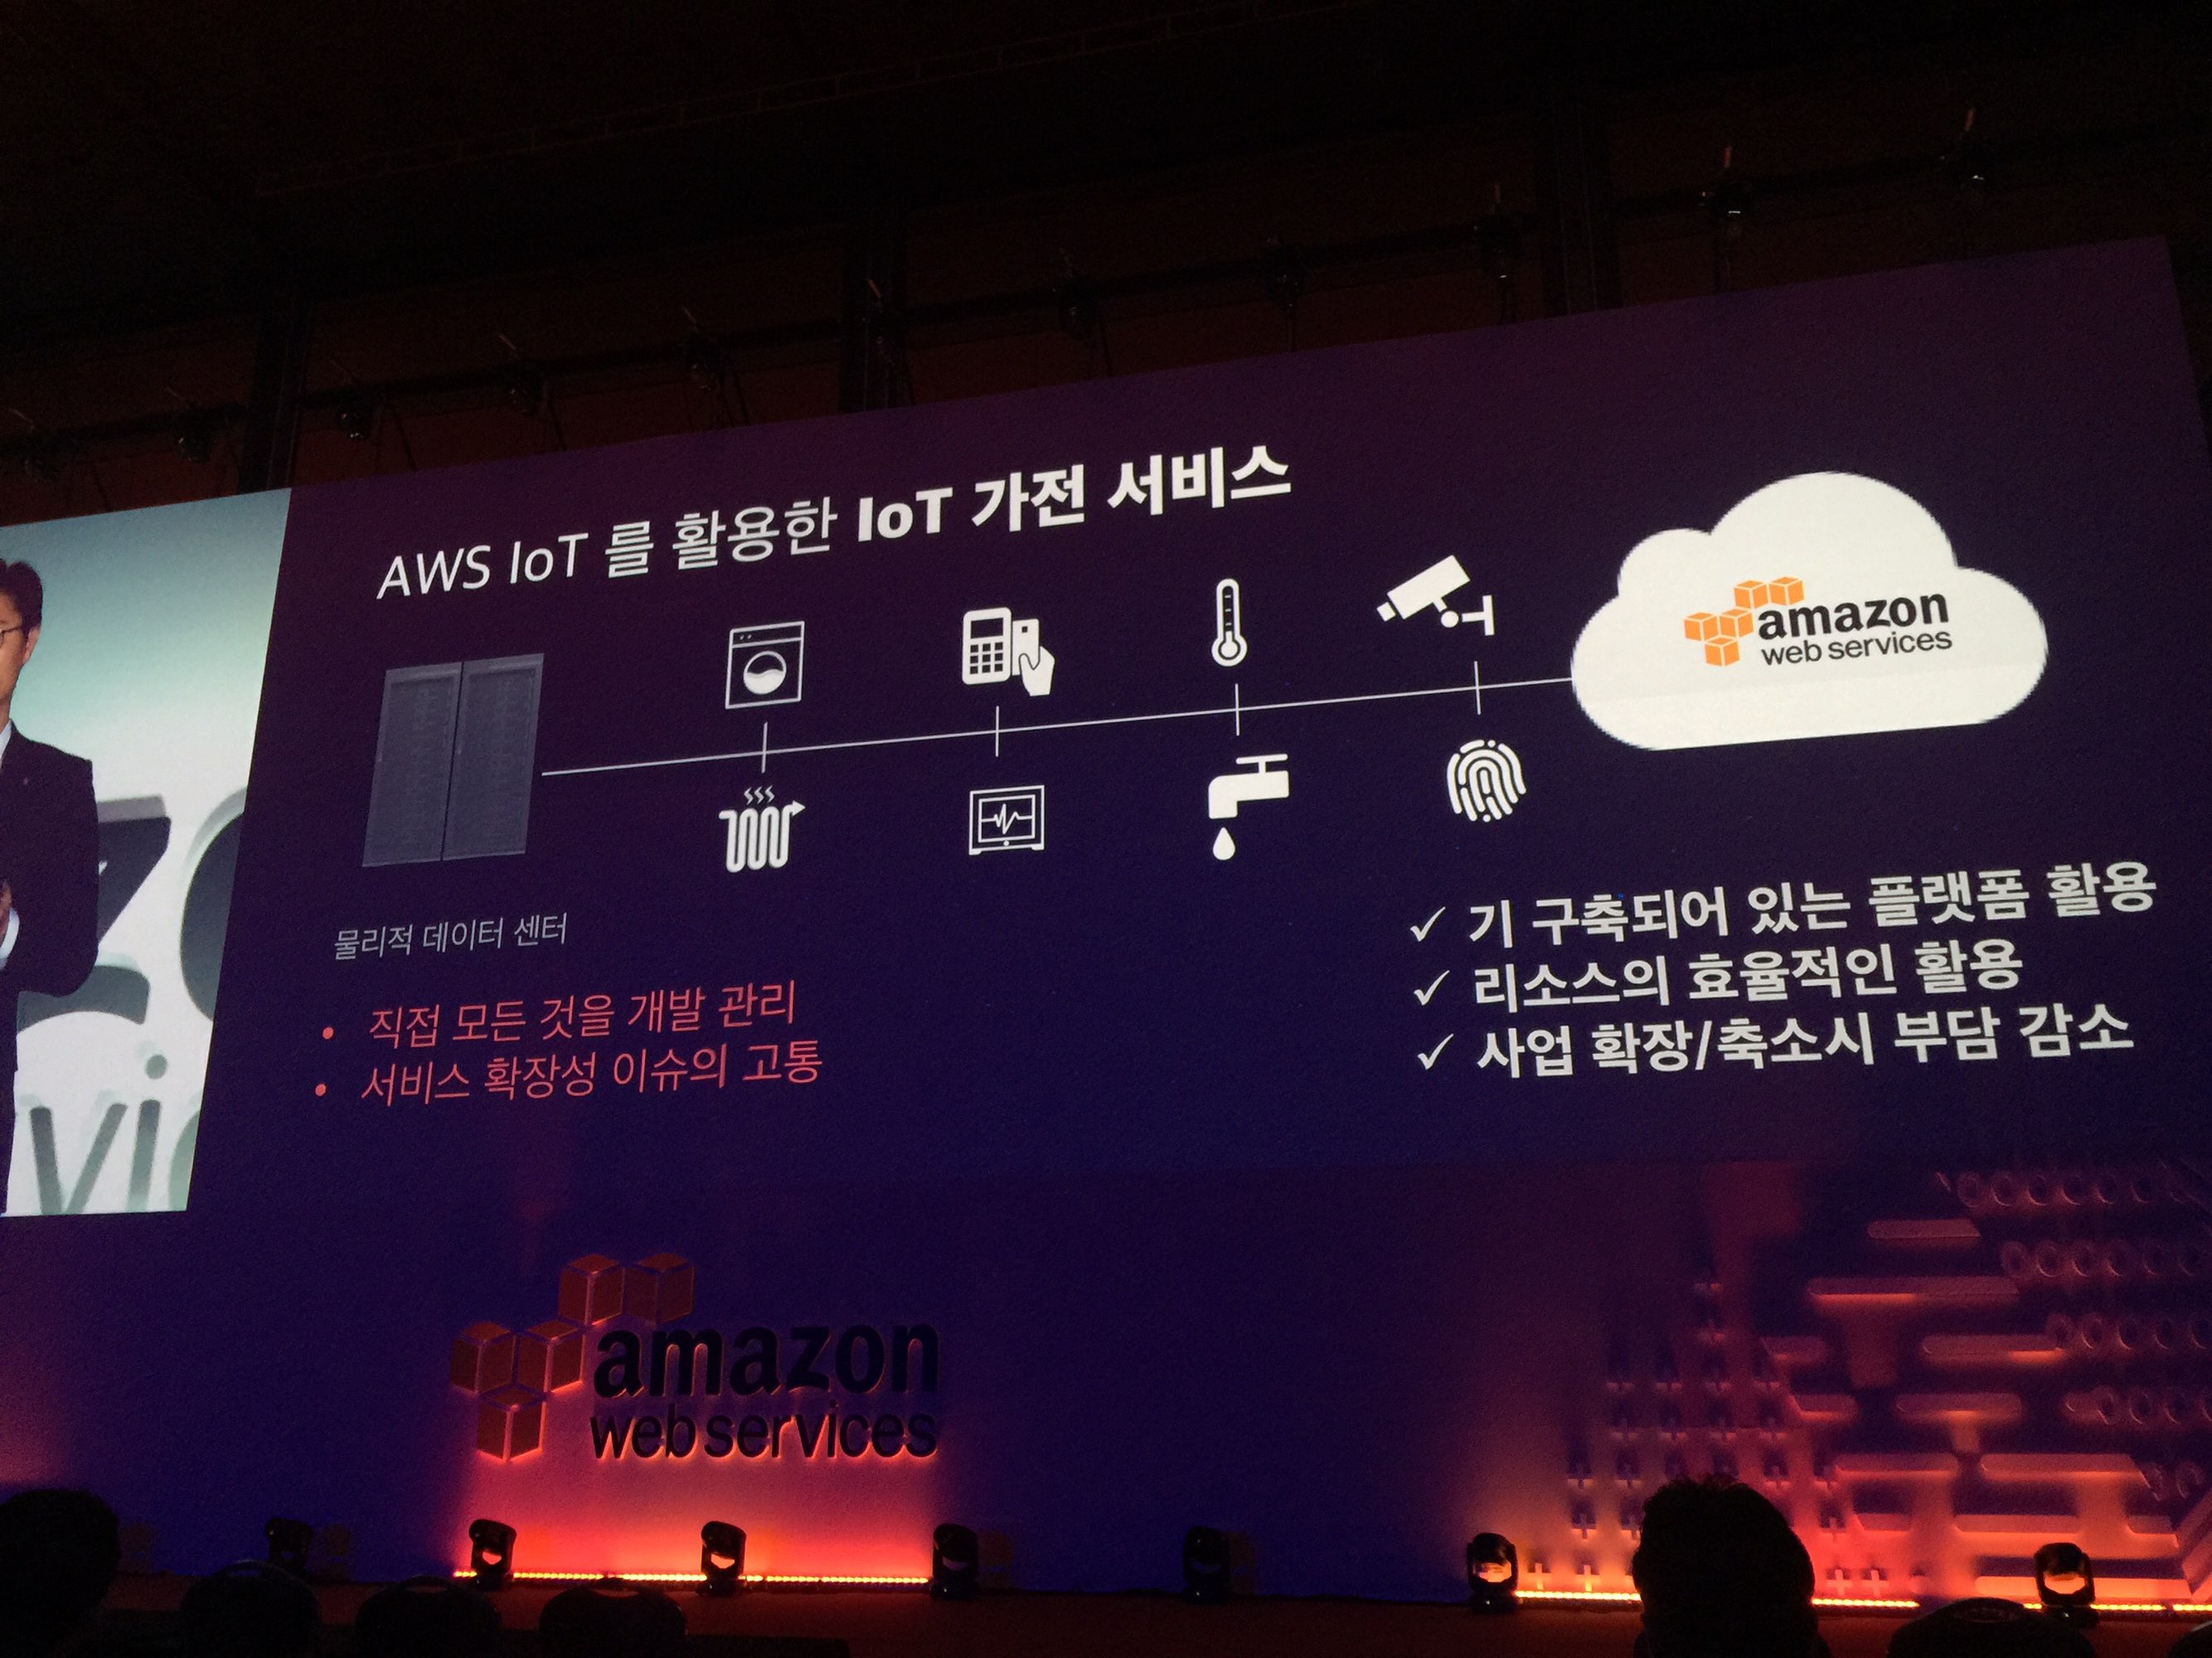 AWS IoT 를 활용한 IoT 가전 서비스
amazon
web services
물리적 데이터 센터
• 직접 모든 것을 개발 관리
• 서비스 확장성 이슈의 고통
✓ 기 구축되어 있는 플랫폼 활용
✓ 리소스의 효율적인 활용
✓ 사업 확장/축소시 부담 감소
amazon
web services